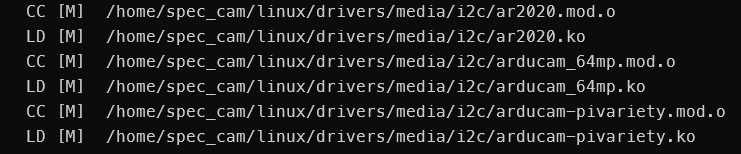 CC [M]  /home/spec_cam/linux/drivers/media/i2c/ar2020.mod.o
LD [M]  /home/spec_cam/linux/drivers/media/i2c/ar2020.ko
CC [M]  /home/spec_cam/linux/drivers/media/i2c/arducam_64mp.mod.o
LD [M]  /home/spec_cam/linux/drivers/media/i2c/arducam_64mp.ko
CC [M]  /home/spec_cam/linux/drivers/media/i2c/arducam-pivariety.mod.o
LD [M]  /home/spec_cam/linux/drivers/media/i2c/arducam-pivariety.ko